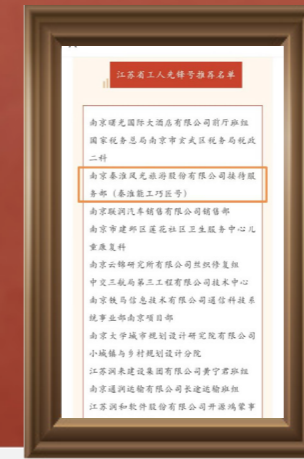 江苏省工人先锋号推荐名单
南京曙光国际大酒店有限公司前厅班组
国家税务总局南京市玄武区税务局税政
二科
南京秦淮风光旅游股份有限公司接待服
务部（秦淮能工巧匠号）
南京联润汽车销售有限公司销售部
南京市建邺区莲花社区卫生服务中心儿
童康复科
南京云锦研究所有限公司丝织修复组
中交三航局第三工程有限公司技术中心
南京铁马信息技术有限公司通信科技系
统事业部南京项目部
南京大学城市规划设计研究院有限公司
小城镇与乡村规划设计分院
江苏润来建设集团有限公司黄宁君班组
南京通润运输有限公司长途运输班组
江苏润和软件股份有限公司开源鸿蒙事